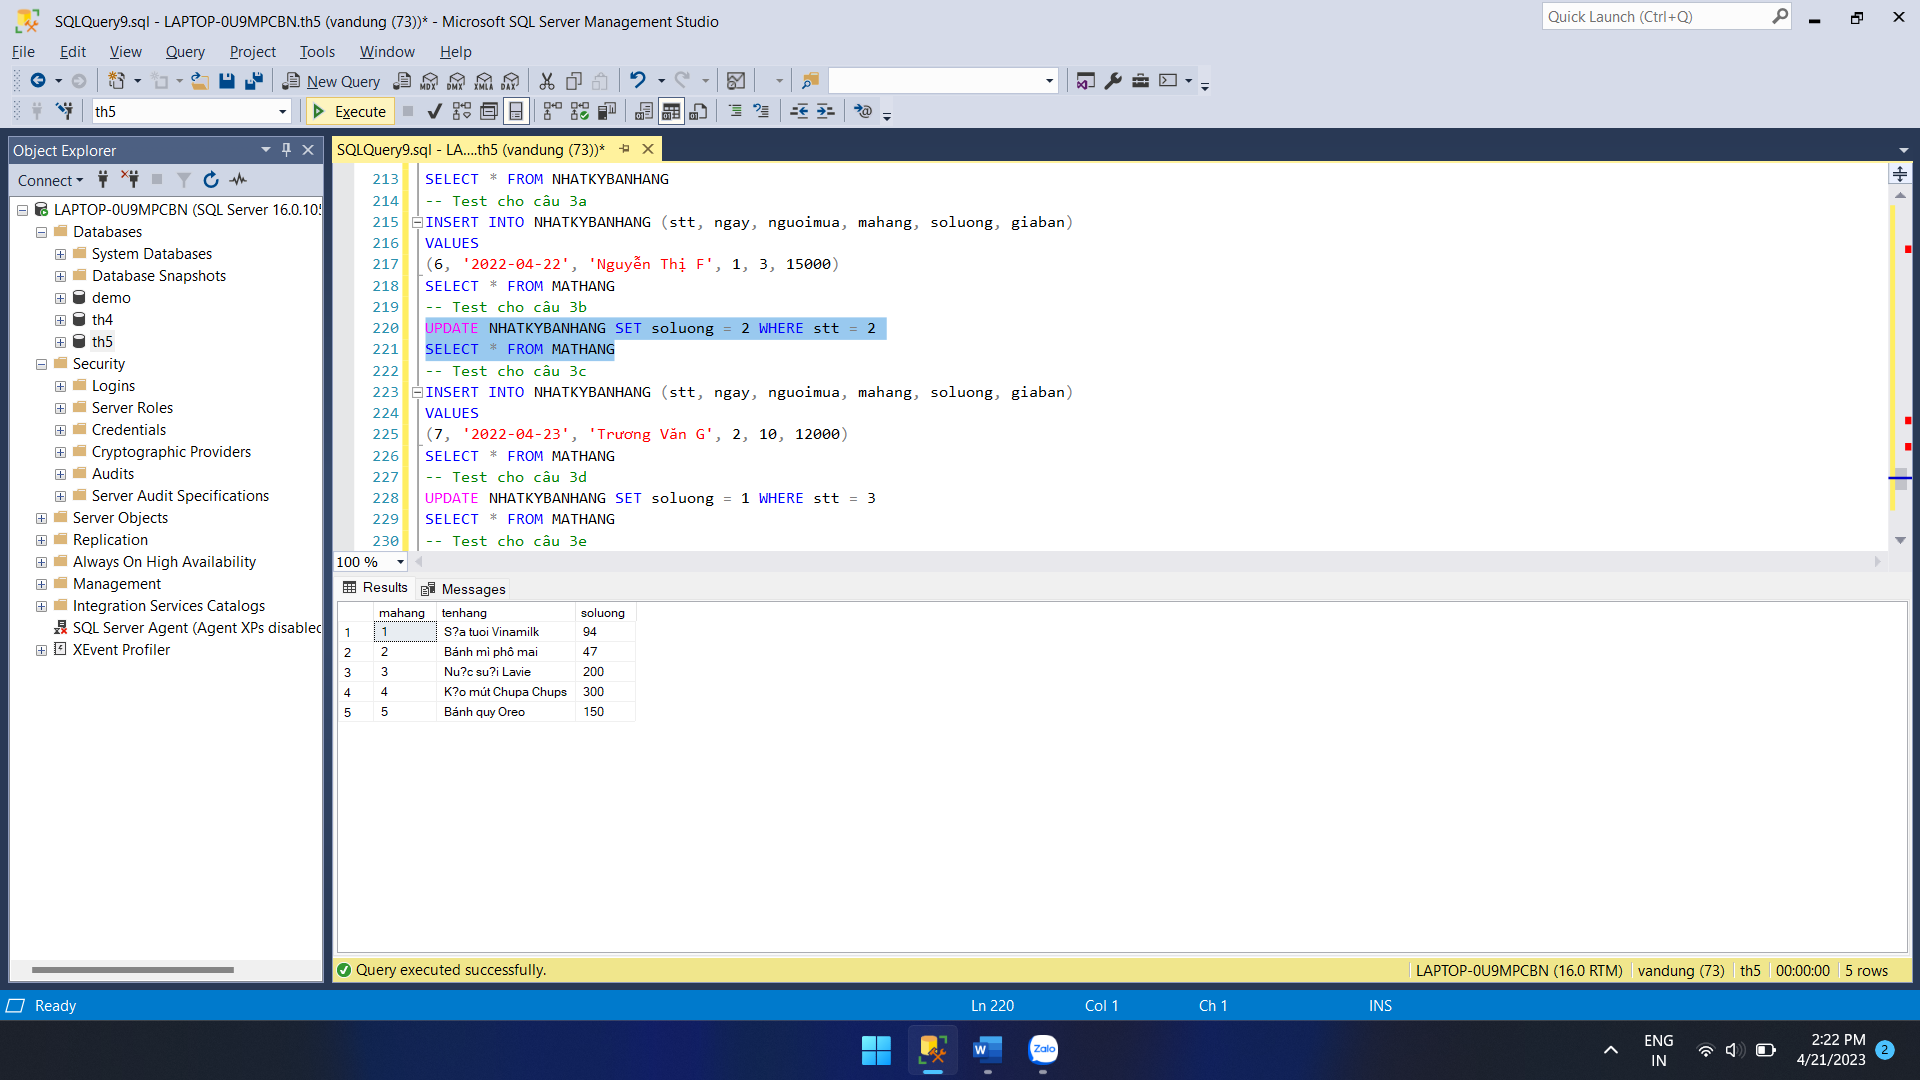 SQLQuery9.sql - LAPTOP-0U9MPCBN.th5 (vandung (73))* - Microsoft SQL Server Management Studio
Quick Launch (Ctrl+Q)
File Edit View Query Project Tools Window Help
New Query MDX DMX XMLA DAX
th5 Execute
Object Explorer
SQLQuery9.sql - LA....th5 (vandung (73))*
Connect
LAPTOP-0U9MPCBN (SQL Server 16.0.105
Databases
System Databases
Database Snapshots
demo
th4
th5
Security
Logins
Server Roles
Credentials
Cryptographic Providers
Audits
Server Audit Specifications
Server Objects
Replication
Always On High Availability
Management
Integration Services Catalogs
SQL Server Agent (Agent XPs disabled
XEvent Profiler
213 SELECT * FROM NHATKYBANHANG
214 -- Test cho câu 3a
215 INSERT INTO NHATKYBANHANG (stt, ngay, nguoimua, mahang, soluong, giaban)
216 VALUES
217 (6, '2022-04-22', 'Nguyễn Thị F', 1, 3, 15000)
218 SELECT * FROM MATHANG
219 -- Test cho câu 3b
220 UPDATE NHATKYBANHANG SET soluong = 2 WHERE stt = 2
221 SELECT * FROM MATHANG
222 -- Test cho câu 3c
223 INSERT INTO NHATKYBANHANG (stt, ngay, nguoimua, mahang, soluong, giaban)
224 VALUES
225 (7, '2022-04-23', 'Trương Văn G', 2, 10, 12000)
226 SELECT * FROM MATHANG
227 -- Test cho câu 3d
228 UPDATE NHATKYBANHANG SET soluong = 1 WHERE stt = 3
229 SELECT * FROM MATHANG
230 -- Test cho câu 3e
100 %
Results Messages
mahang tenhang soluong
1 1 S?a tuoi Vinamilk 94
2 2 Bánh mì phô mai 47
3 3 Nu?c su?i Lavie 200
4 4 K?o mút Chupa Chups 300
5 5 Bánh quy Oreo 150
Query executed successfully. LAPTOP-0U9MPCBN (16.0 RTM) vandung (73) th5 00:00:00 5 rows
Ready Ln 220 Col 1 Ch 1 INS
W Zalo
ENG
IN
2:22 PM
4/21/2023
2